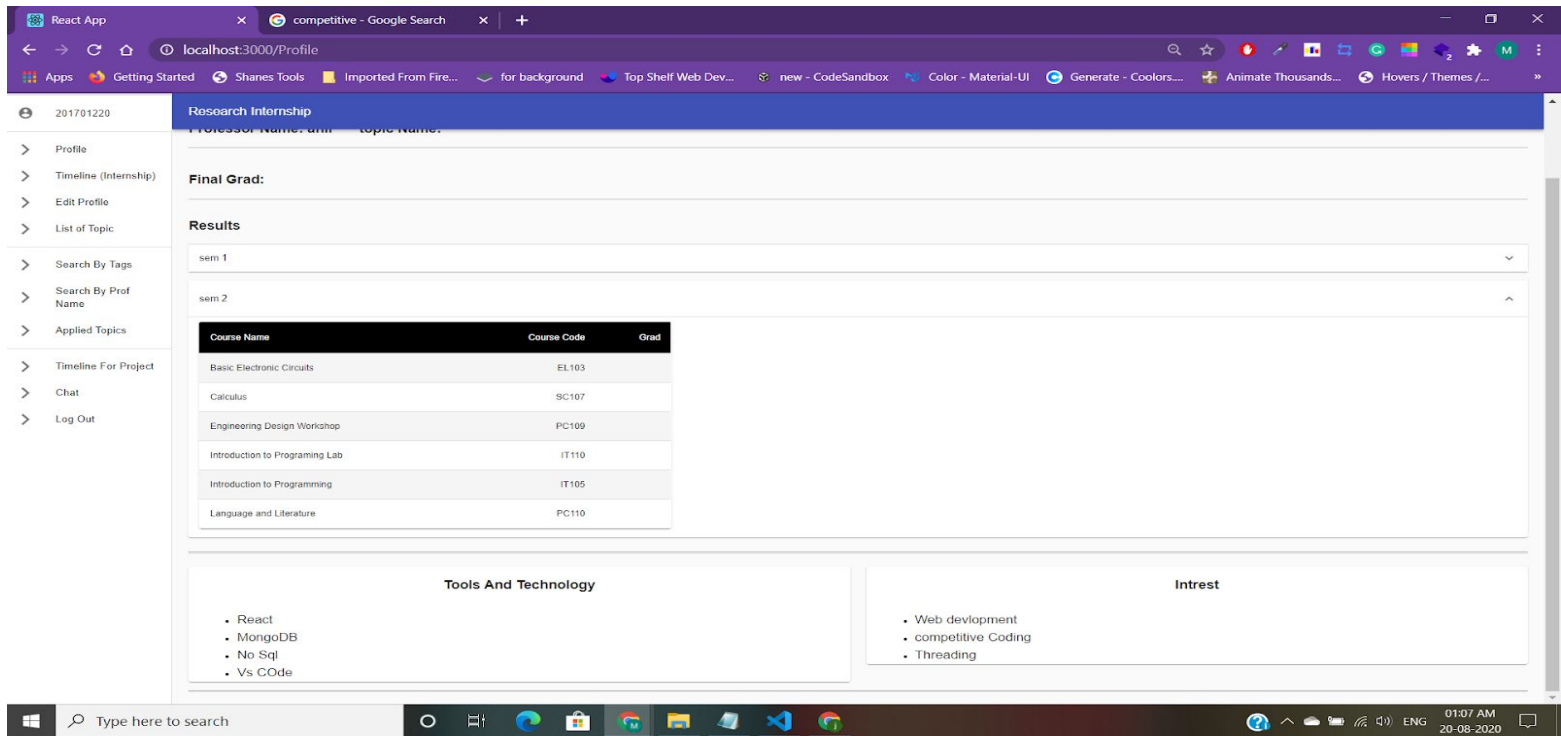 React App
competitive - Google Search
localhost:3000/Profile
M
Apps
Getting Started
Shanes Tools
Imported From Fire...
for background
Top Shelf Web Dev...
new - CodeSandbox
Color - Material-UI
Generate - Coolors....
Animate Thousands...
Hovers / Themes /...
»
201701220
Research Internship
Professor Name: anil topic Name:
Profile
Timeline (Internship)
Edit Profile
List of Topic
Search By Tags
Search By Prof
Name
Applied Topics
Timeline For Project
Chat
Log Out
Final Grad:
Results
sem 1
sem 2
Course Name Course Code Grad
Basic Electronic Circuits EL103
Calculus SC107
Engineering Design Workshop PC109
Introduction to Programing Lab IT110
Introduction to Programming IT105
Language and Literature PC110
Tools And Technology
• React
• MongoDB
• No Sql
• Vs COde
Intrest
• Web devlopment
• competitive Coding
• Threading
Type here to search
ENG
01:07 AM
20-08-2020